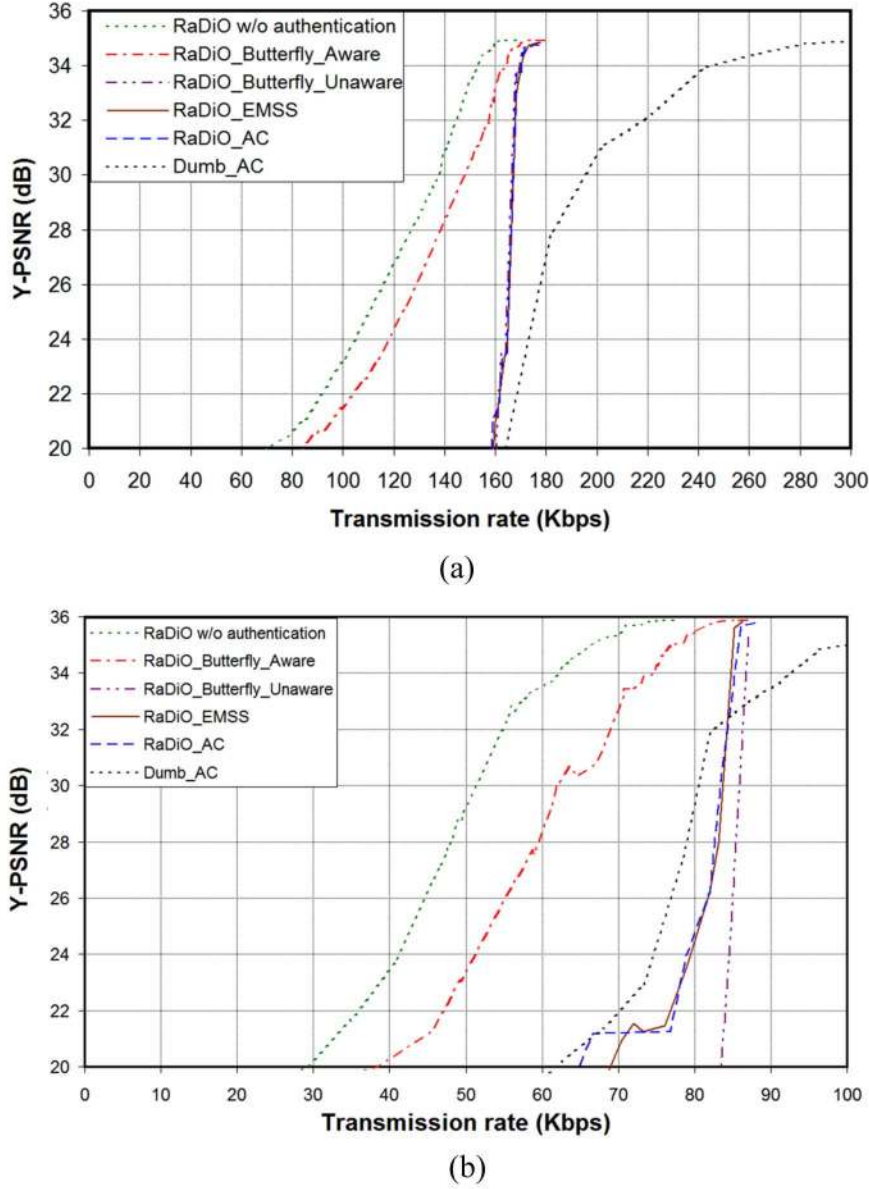 36
34
32
30
28
26
24
22
20
Y-PSNR (dB)
RaDiO w/o authentication
RaDiO_Butterfly_Aware
RaDiO_Butterfly_Unaware
RaDiO_EMSS
RaDiO_AC
Dumb_AC
0 20 40 60 80 100 120 140 160 180 200 220 240 260 280 300
Transmission rate (Kbps)
(a)
36
34
32
30
28
26
24
22
20
Y-PSNR (dB)
RaDiO w/o authentication
RaDiO_Butterfly_Aware
RaDiO_Butterfly_Unaware
RaDiO_EMSS
RaDiO_AC
Dumb_AC
0 10 20 30 40 50 60 70 80 90 100
Transmission rate (Kbps)
(b)